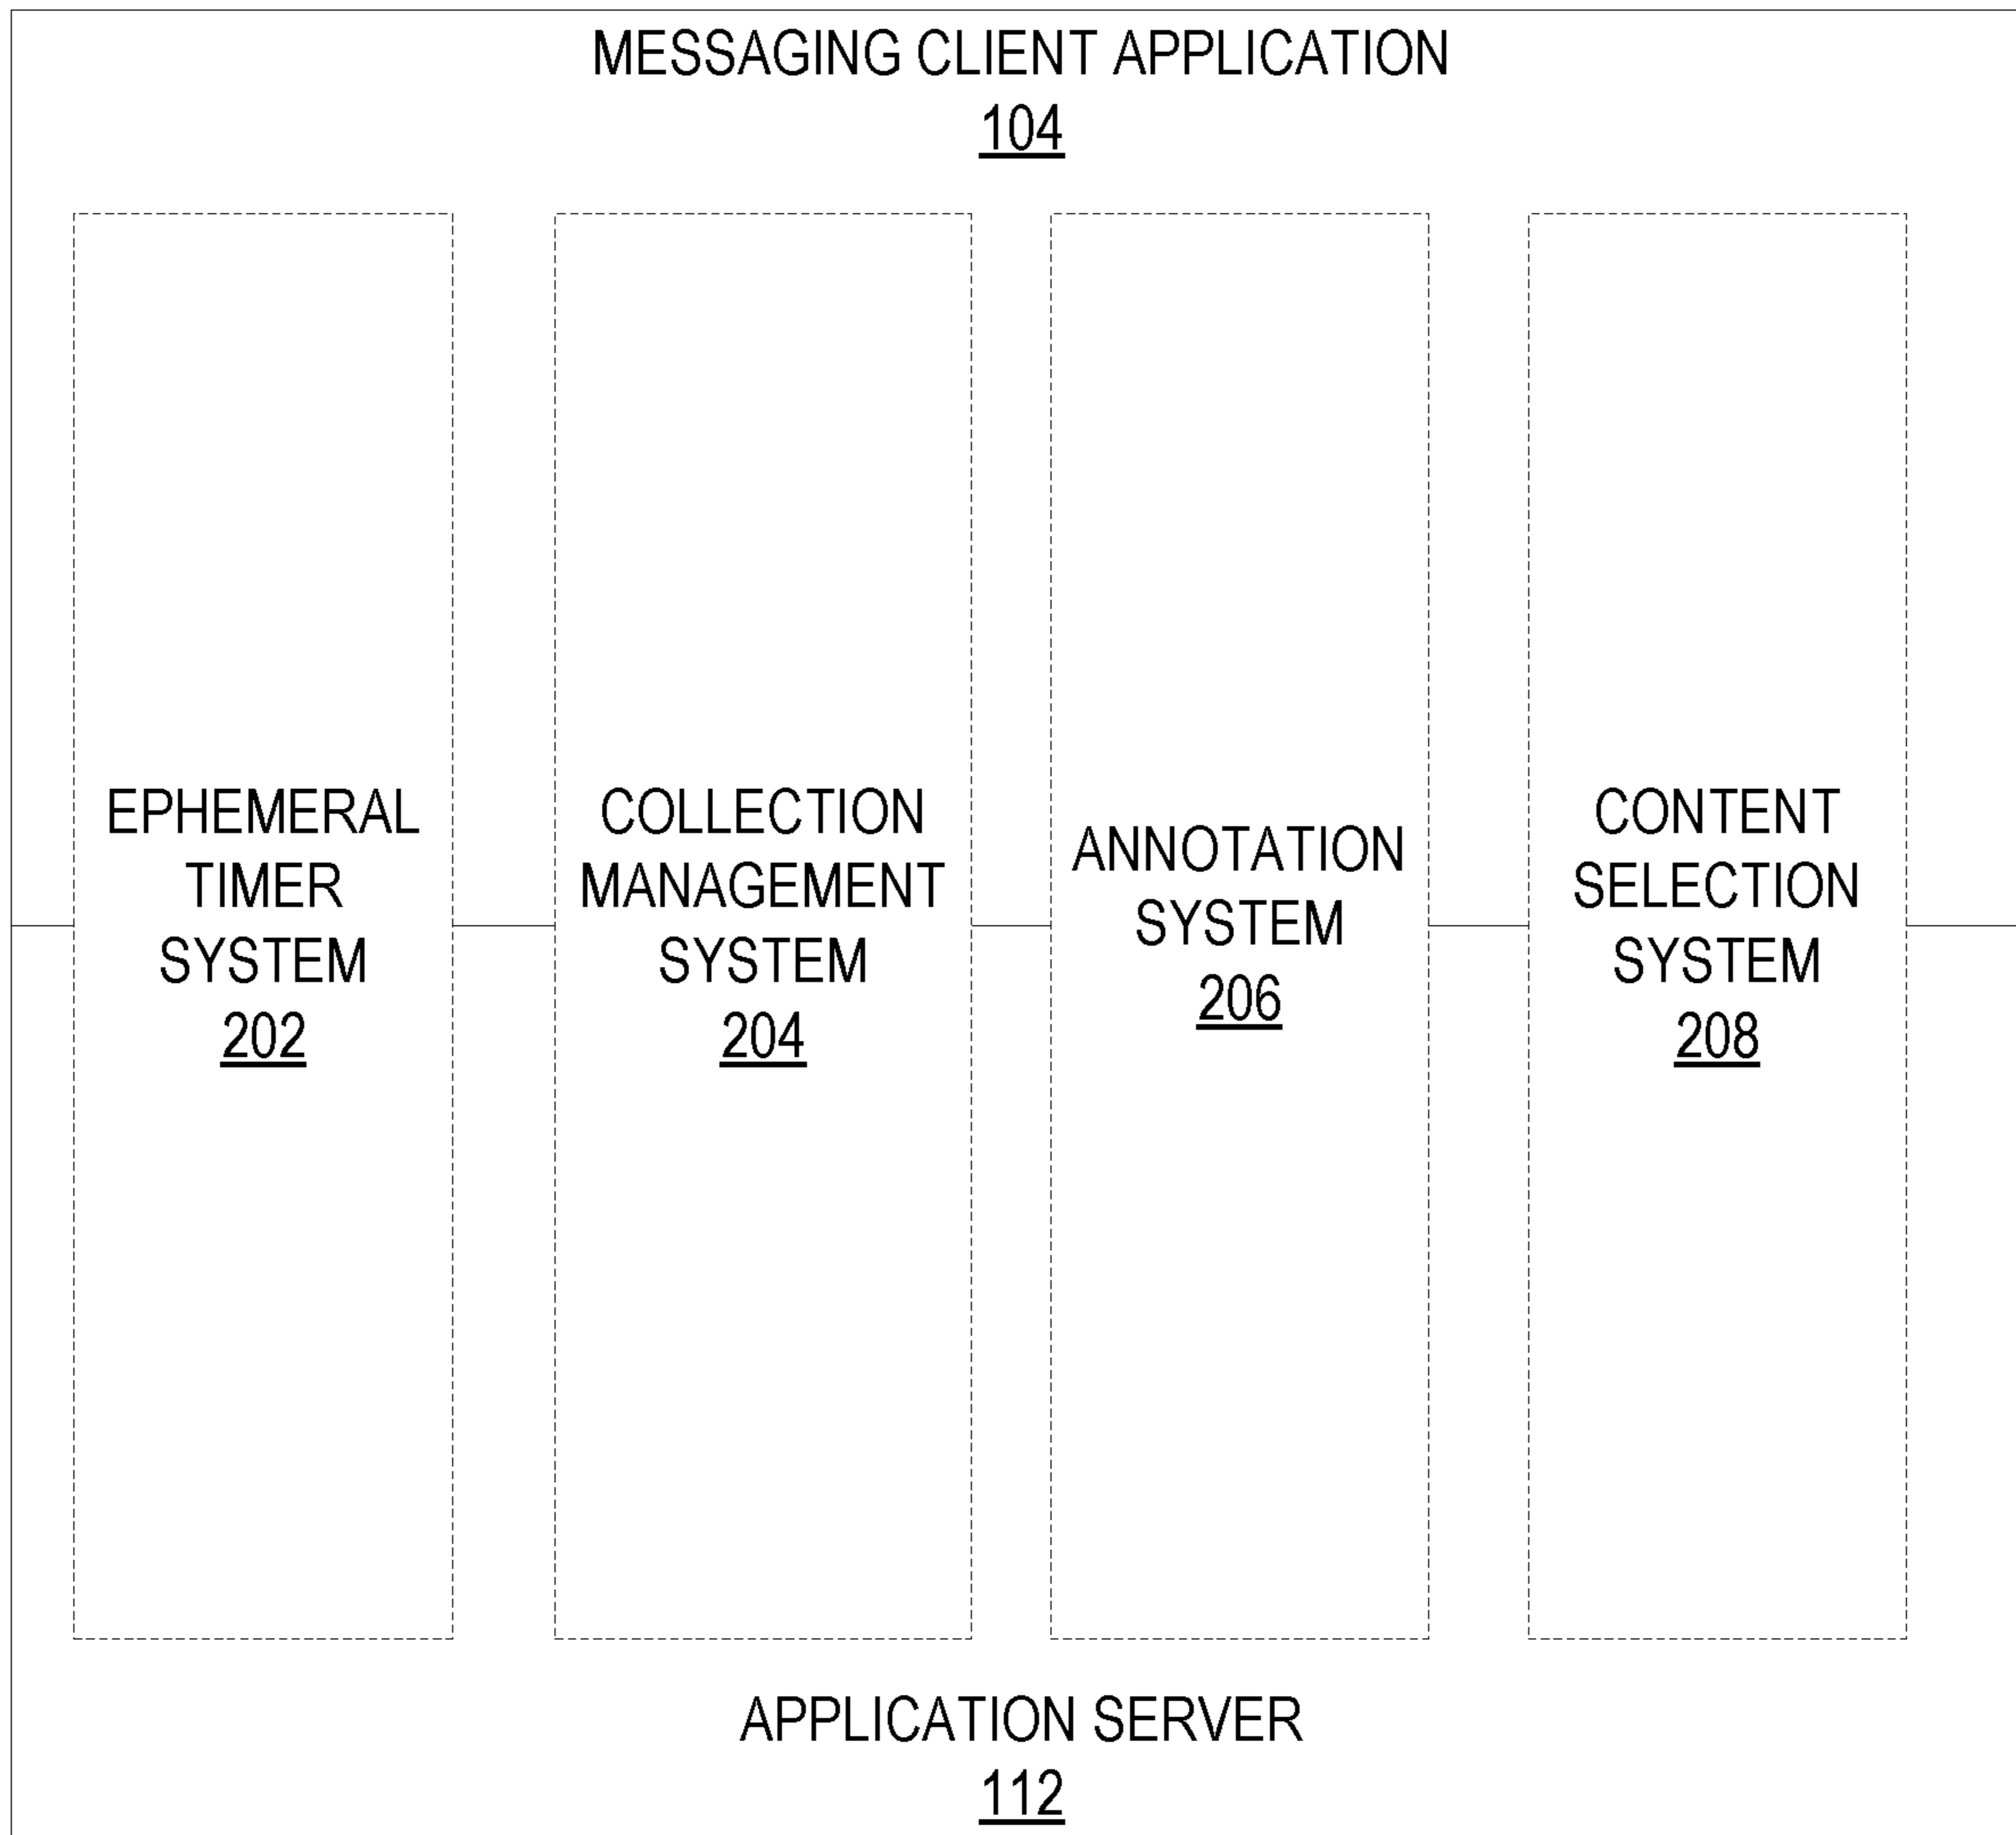 MESSAGING CLIENT APPLICATION
104
EPHEMERAL
TIMER
SYSTEM
202
COLLECTION
MANAGEMENT
SYSTEM
204
ANNOTATION
SYSTEM
206
CONTENT
SELECTION
SYSTEM
208
APPLICATION SERVER
112